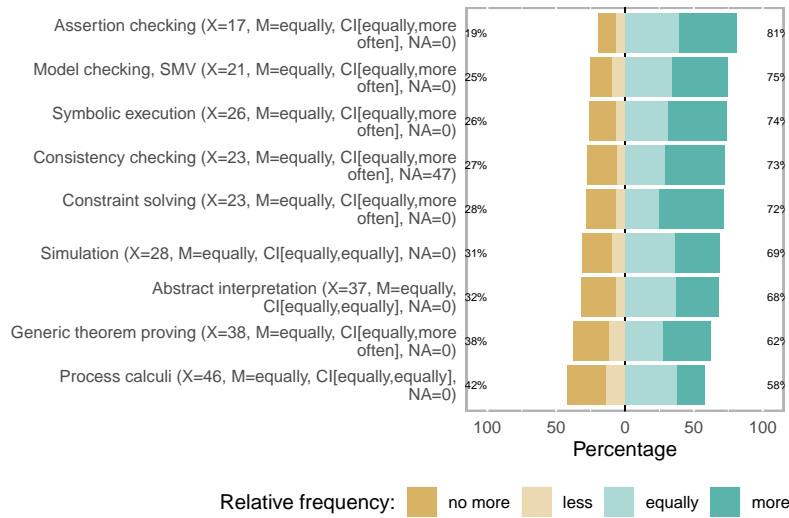 Assertion checking (X=17, M=equally, CI[equally,more
often], NA=0)
19%
81%
Model checking, SMV (X=21, M=equally, CI[equally,more
often], NA=0)
25%
75%
Symbolic execution (X=26, M=equally, CI[equally,more
often], NA=0)
26%
74%
Consistency checking (X=23, M=equally, CI[equally,more
often], NA=47)
27%
73%
Constraint solving (X=23, M=equally, CI[equally,more
often], NA=0)
28%
72%
Simulation (X=28, M=equally, CI[equally,equally], NA=0)
31%
69%
Abstract interpretation (X=37, M=equally,
CI[equally,equally], NA=0)
32%
68%
Generic theorem proving (X=38, M=equally, CI[equally,more
often], NA=0)
38%
62%
Process calculi (X=46, M=equally, CI[equally,equally],
NA=0)
42%
58%
100 50 0 50 100
Percentage
Relative frequency: no more less equally more